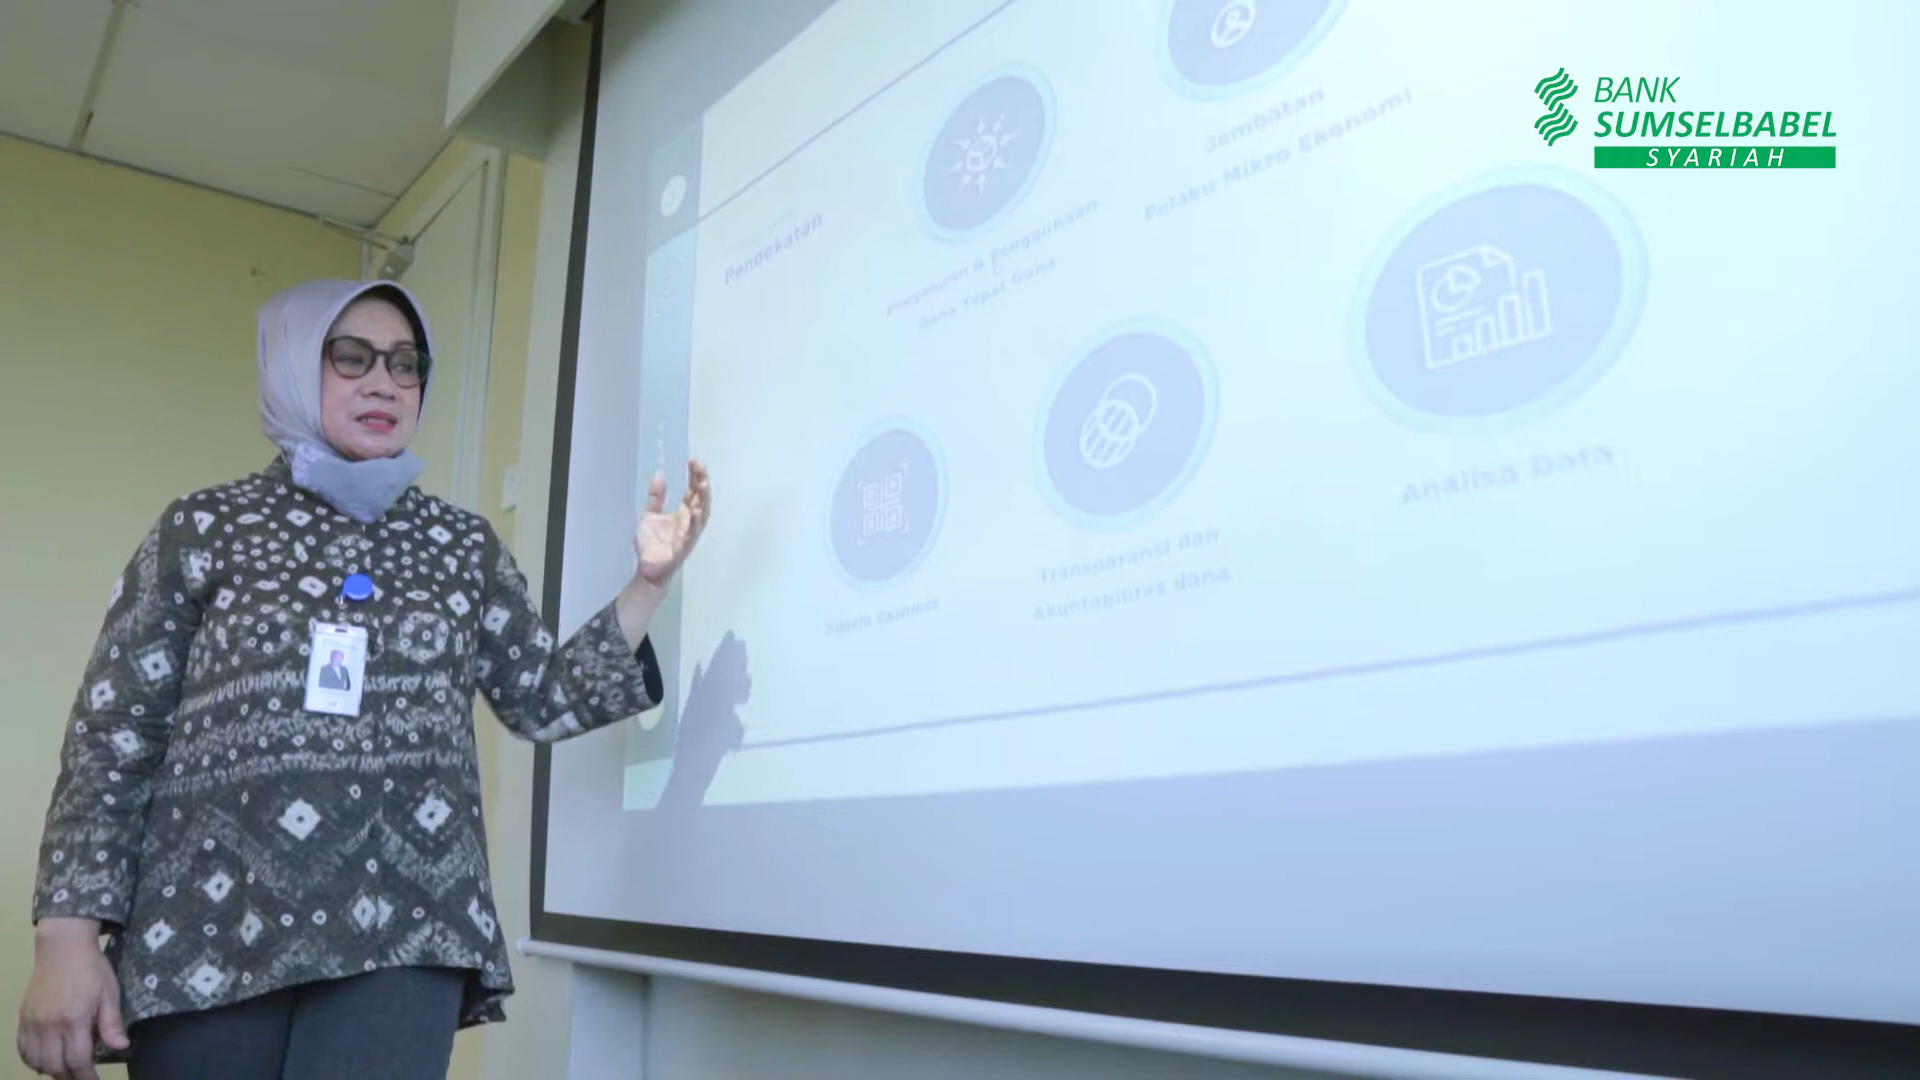 BANK
SUMSELBABEL
SYARIAH
Pendekatan
Penyaluran & Penggunaan
Dana Tepat Guna
Jembatan
Pelaku Mikro Ekonomi
Sistem Cashless
Transparansi dan
Akuntabilitas dana
Analisa Data